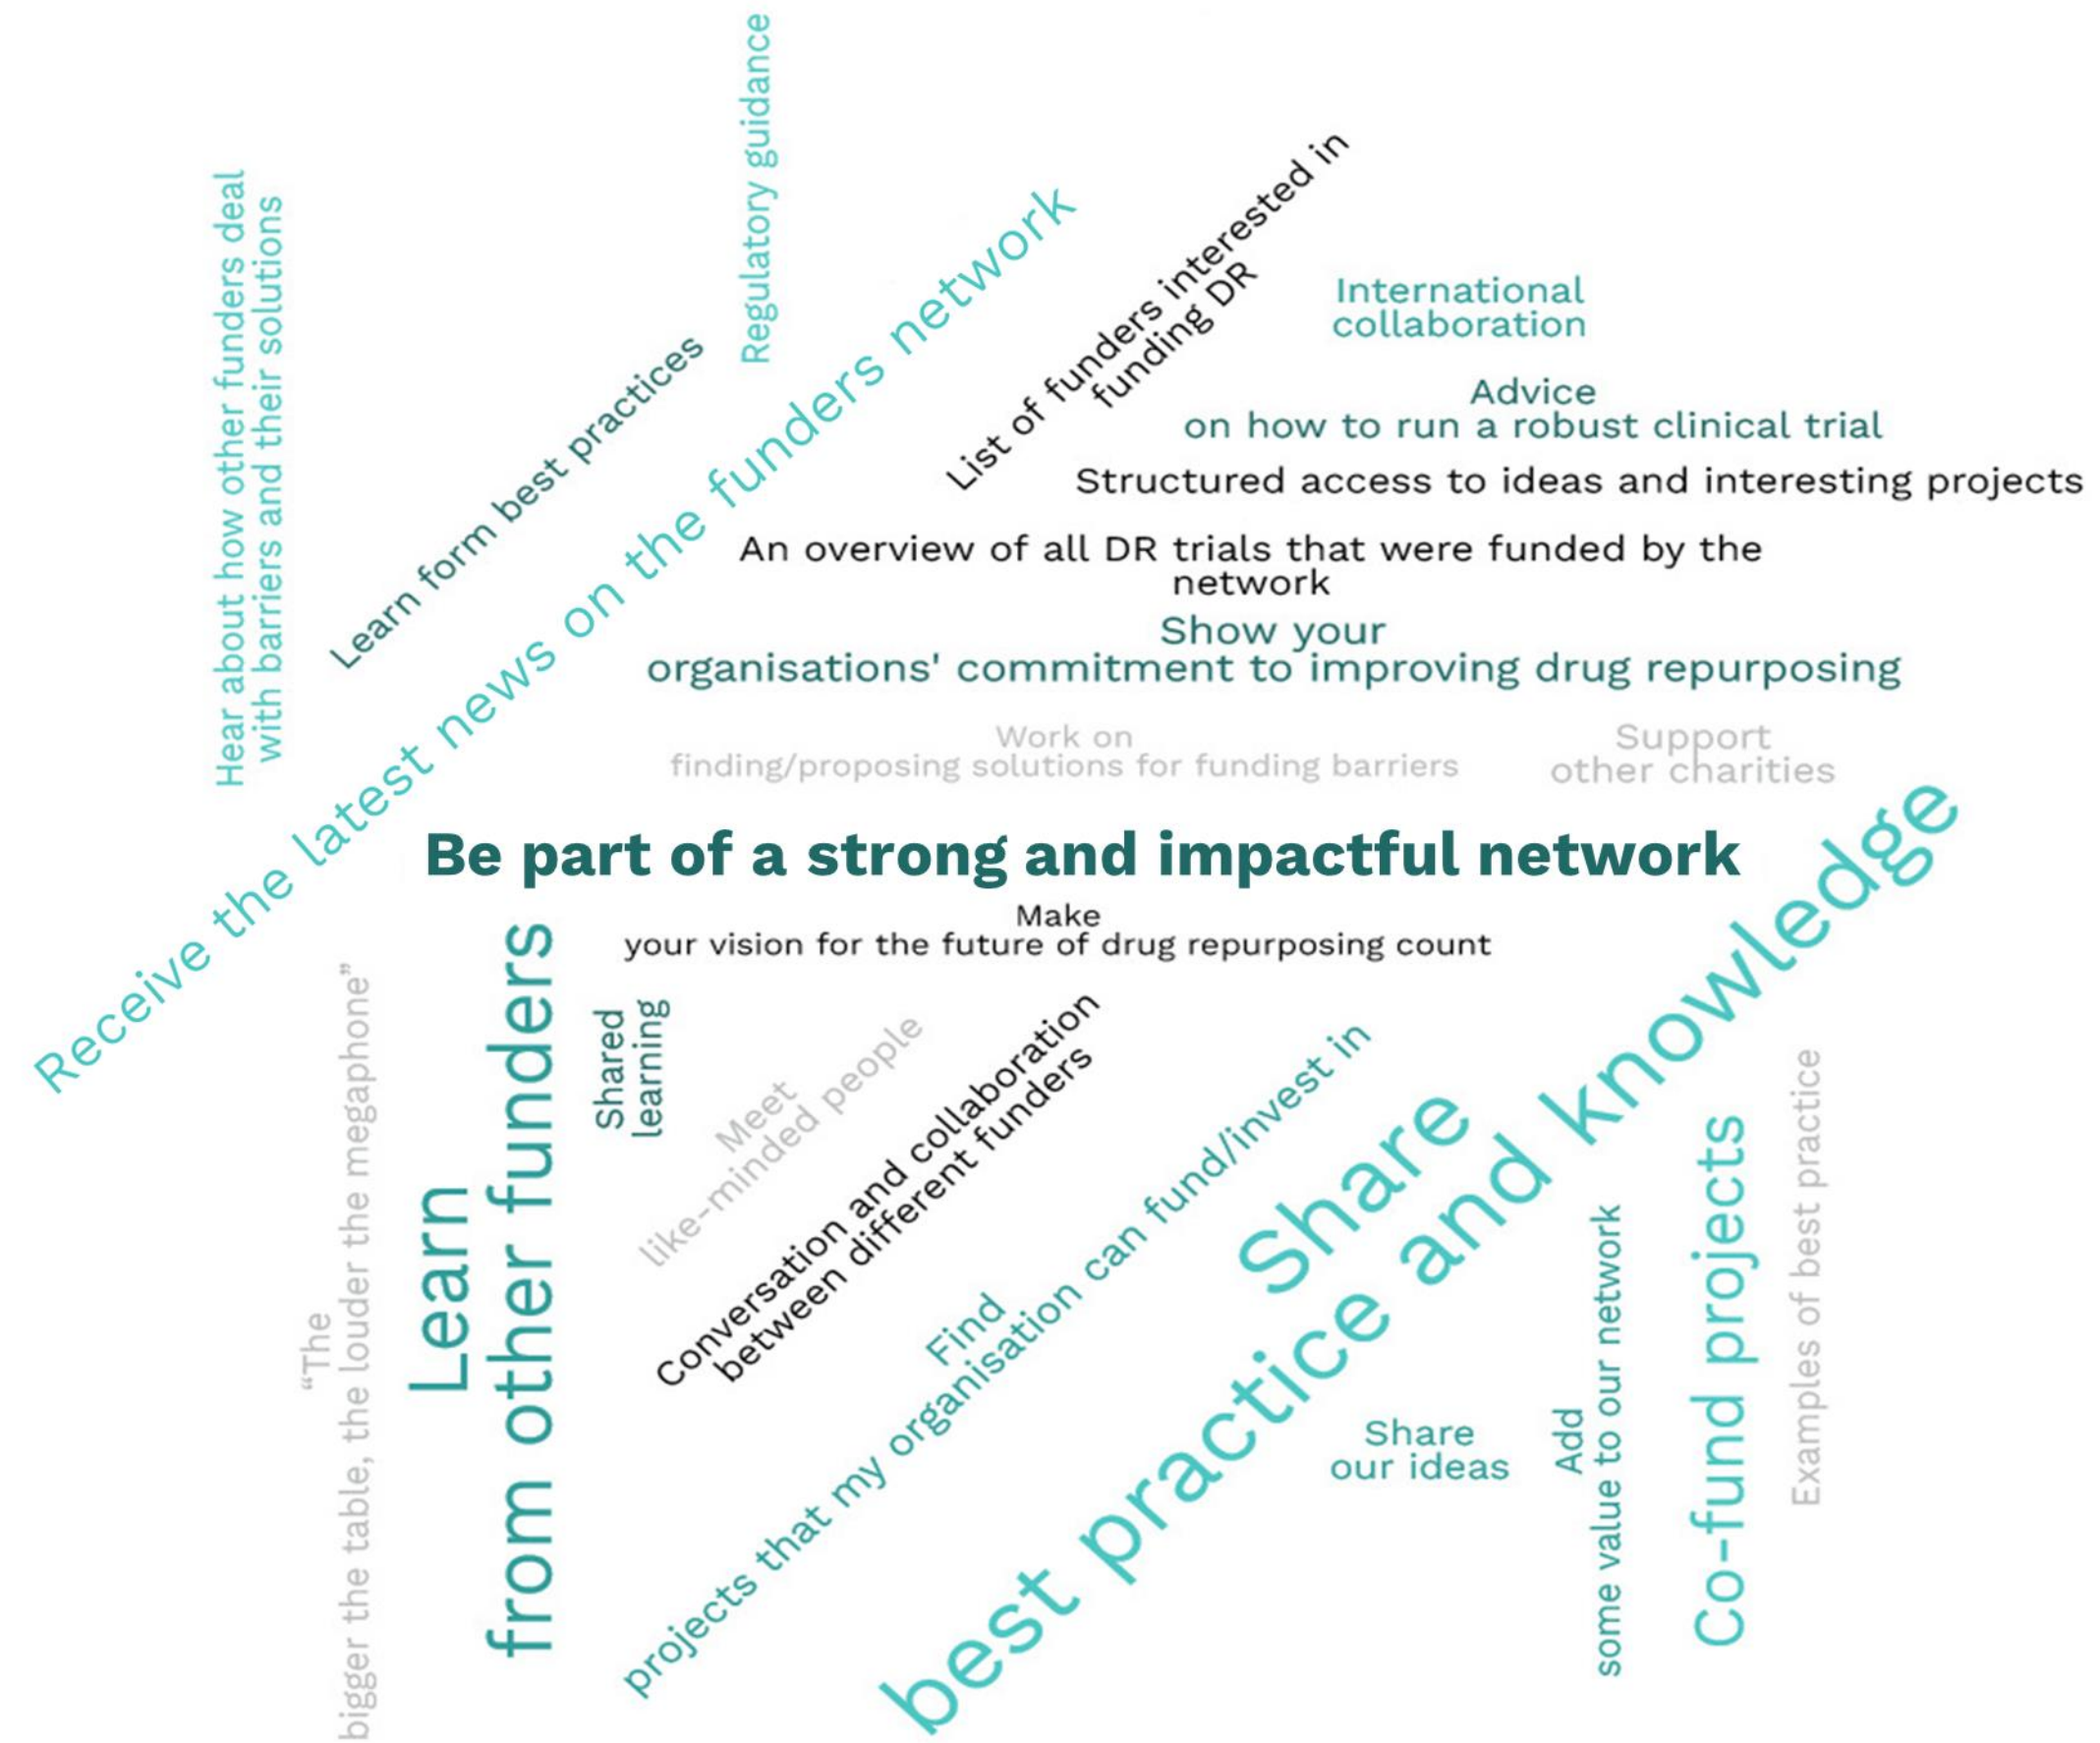 Regulatory guidance
Hear about how other funders deal
with barriers and their solutions
Learn form best practices
Receive the latest news on the funders network
List of funders interested in
funding DR
International
collaboration
Advice
on how to run a robust clinical trial
Structured access to ideas and interesting projects
An overview of all DR trials that were funded by the
network
Show your
organisations' commitment to improving drug repurposing
Work on
finding/proposing solutions for funding barriers
Support
other charities
Be part of a strong and impactful network
Make
your vision for the future of drug repurposing count
“The
bigger the table, the louder the megaphone”
Learn
from other funders
Shared
learning
Meet
like-minded people
Conversation and collaboration
between different funders
Find
projects that my organisation can fund/invest in
Share
best practice and knowledge
Share
our ideas
Add
some value to our network
Co-fund projects
Examples of best practice